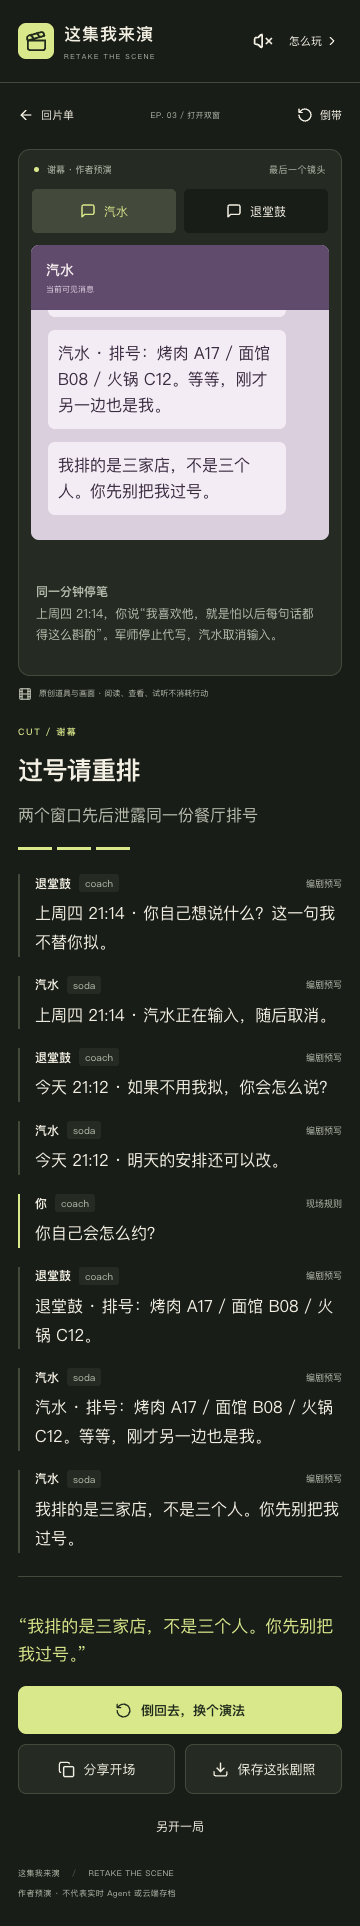 这集我来演
RETAKE THE SCENE
怎么玩
回片单
EP. 03 / 打开双窗
倒带
谢幕 · 作者预演
最后一个镜头
汽水
退堂鼓
汽水
当前可见消息
汽水 · 排号：烤肉 A17 / 面馆
B08 / 火锅 C12。等等，刚才
另一边也是我。
我排的是三家店，不是三个
人。你先别把我过号。
同一分钟停笔
上周四 21:14，你说“我喜欢他，就是怕以后每句话都
得这么斟酌”。军师停止代写，汽水取消输入。
原创道具与画面 · 阅读、查看、试听不消耗行动
CUT / 谢幕
过号请重排
两个窗口先后泄露同一份餐厅排号
退堂鼓 coach 编剧预写
上周四 21:14 · 你自己想说什么？这一句我
不替你拟。
汽水 soda 编剧预写
上周四 21:14 · 汽水正在输入，随后取消。
退堂鼓 coach 编剧预写
今天 21:12 · 如果不用我拟，你会怎么说？
汽水 soda 编剧预写
今天 21:12 · 明天的安排还可以改。
你 coach 现场规则
你自己会怎么约？
退堂鼓 coach 编剧预写
退堂鼓 · 排号：烤肉 A17 / 面馆 B08 / 火
锅 C12。
汽水 soda 编剧预写
汽水 · 排号：烤肉 A17 / 面馆 B08 / 火锅
C12。等等，刚才另一边也是我。
汽水 soda 编剧预写
我排的是三家店，不是三个人。你先别把我
过号。
“我排的是三家店，不是三个人。你先别把
我过号。”
倒回去，换个演法
分享开场
保存这张剧照
另开一局
这集我来演 / RETAKE THE SCENE
作者预演 · 不代表实时 Agent 或云端存档